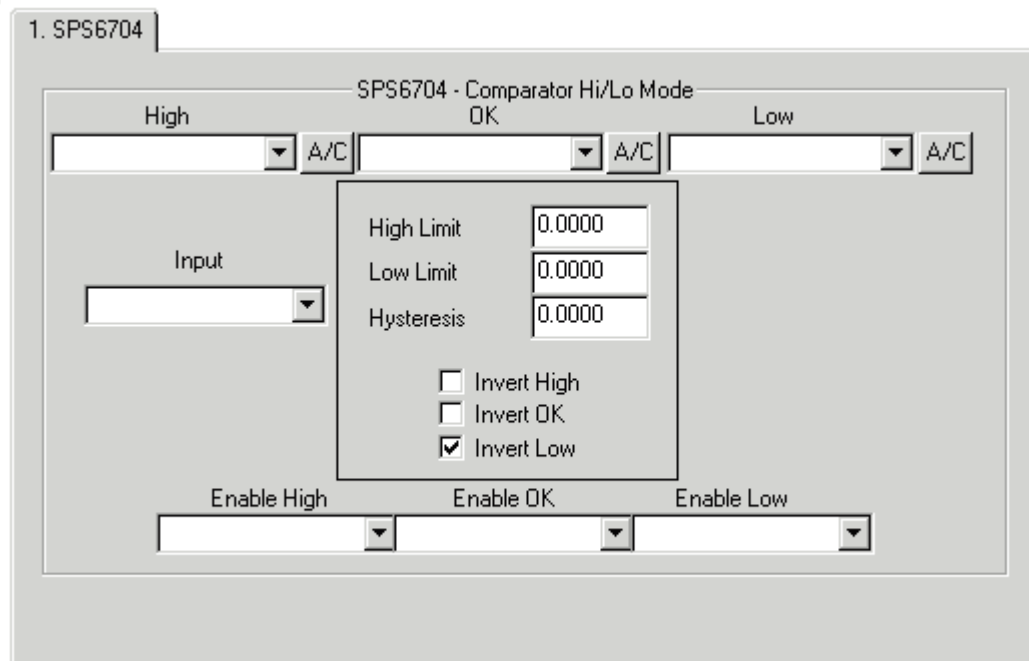 1. SPS6704
SPS6704 - Comparator Hi/Lo Mode
High OK Low
A/C A/C A/C
High Limit 0.0000
Input
Low Limit 0.0000
Hysteresis 0.0000
Invert High
Invert OK
Invert Low
Enable High Enable OK Enable Low